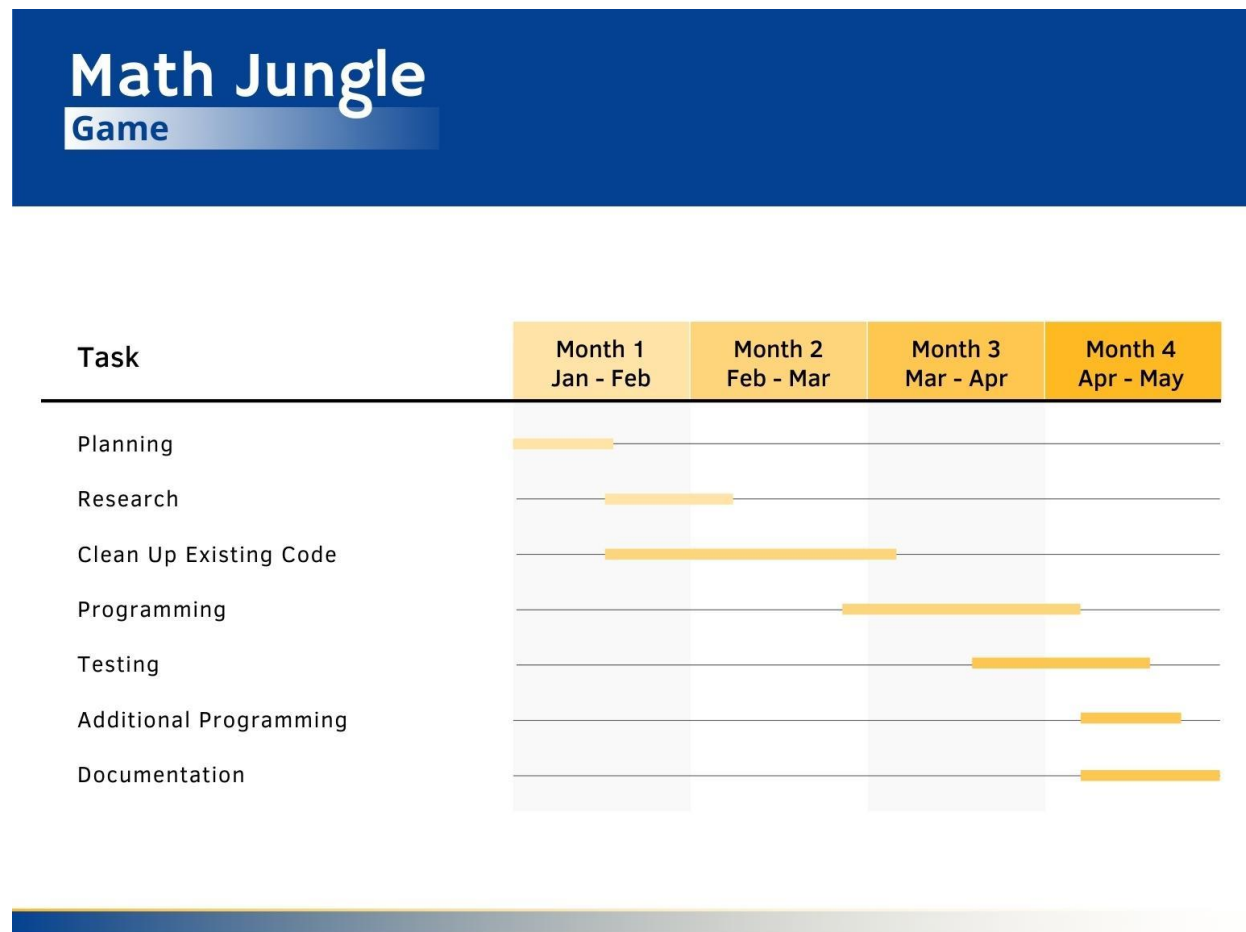 Math Jungle
Game
Task
Month 1
Jan - Feb
Month 2
Feb - Mar
Month 3
Mar - Apr
Month 4
Apr - May
Planning
Research
Clean Up Existing Code
Programming
Testing
Additional Programming
Documentation